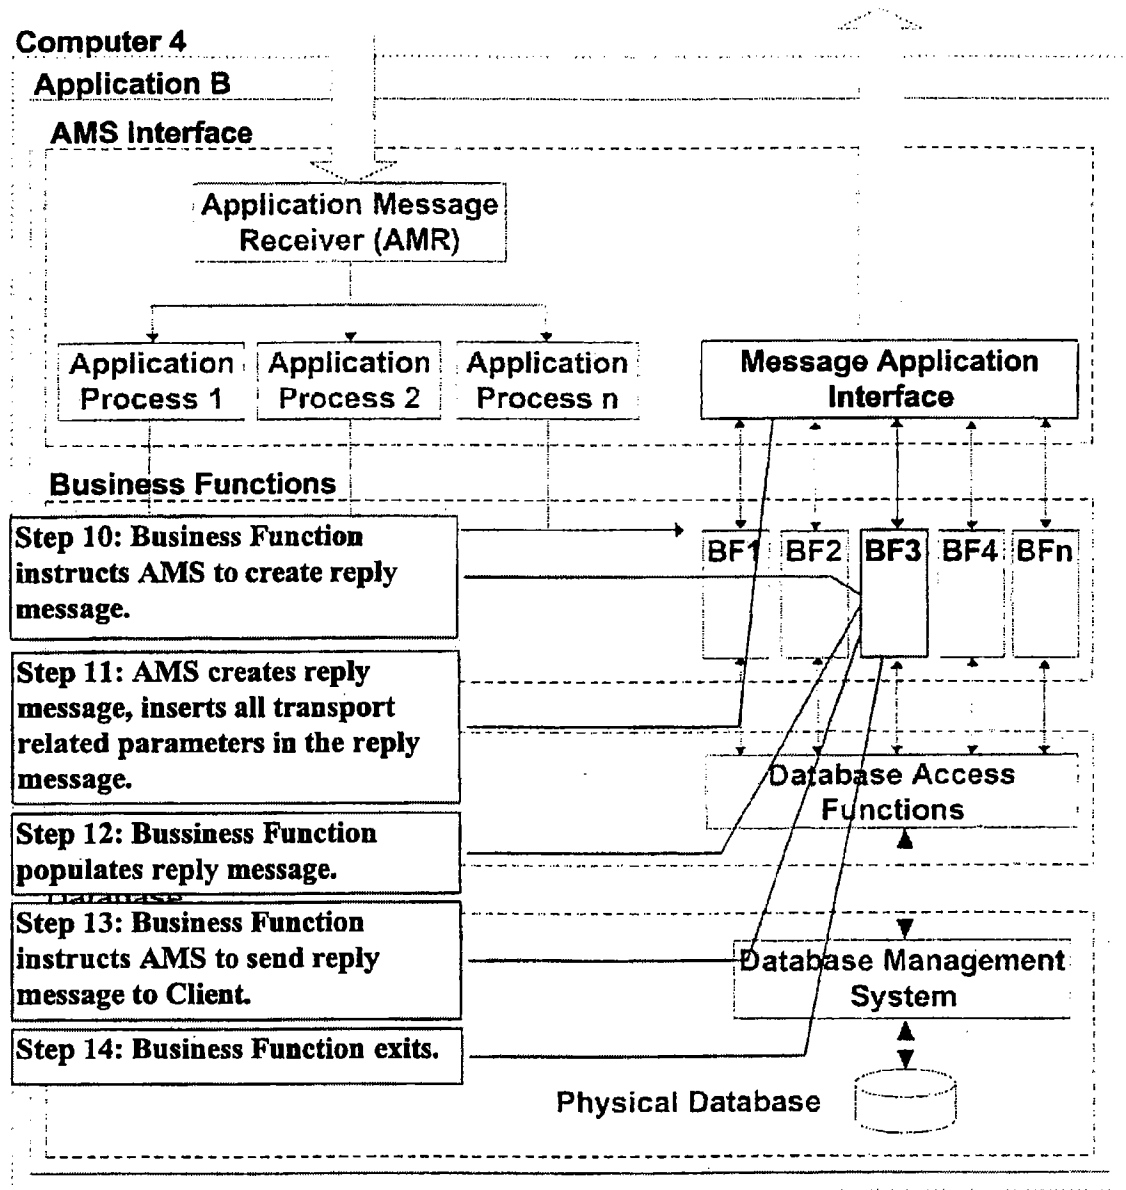 Computer 4
Application B
AMS Interface
Application Message
Receiver (AMR)
Application
Process 1
Application
Process 2
Application
Process n
Message Application
Interface
Business Functions
Step 10: Business Function
instructs AMS to create reply
message.
BF1
BF2
BF3
BF4
BFn
Step 11: AMS creates reply
message, inserts all transport
related parameters in the reply
message.
Database Access
Functions
Step 12: Bussiness Function
populates reply message.
Database
Step 13: Business Function
instructs AMS to send reply
message to Client.
Database Management
System
Step 14: Business Function exits.
Physical Database